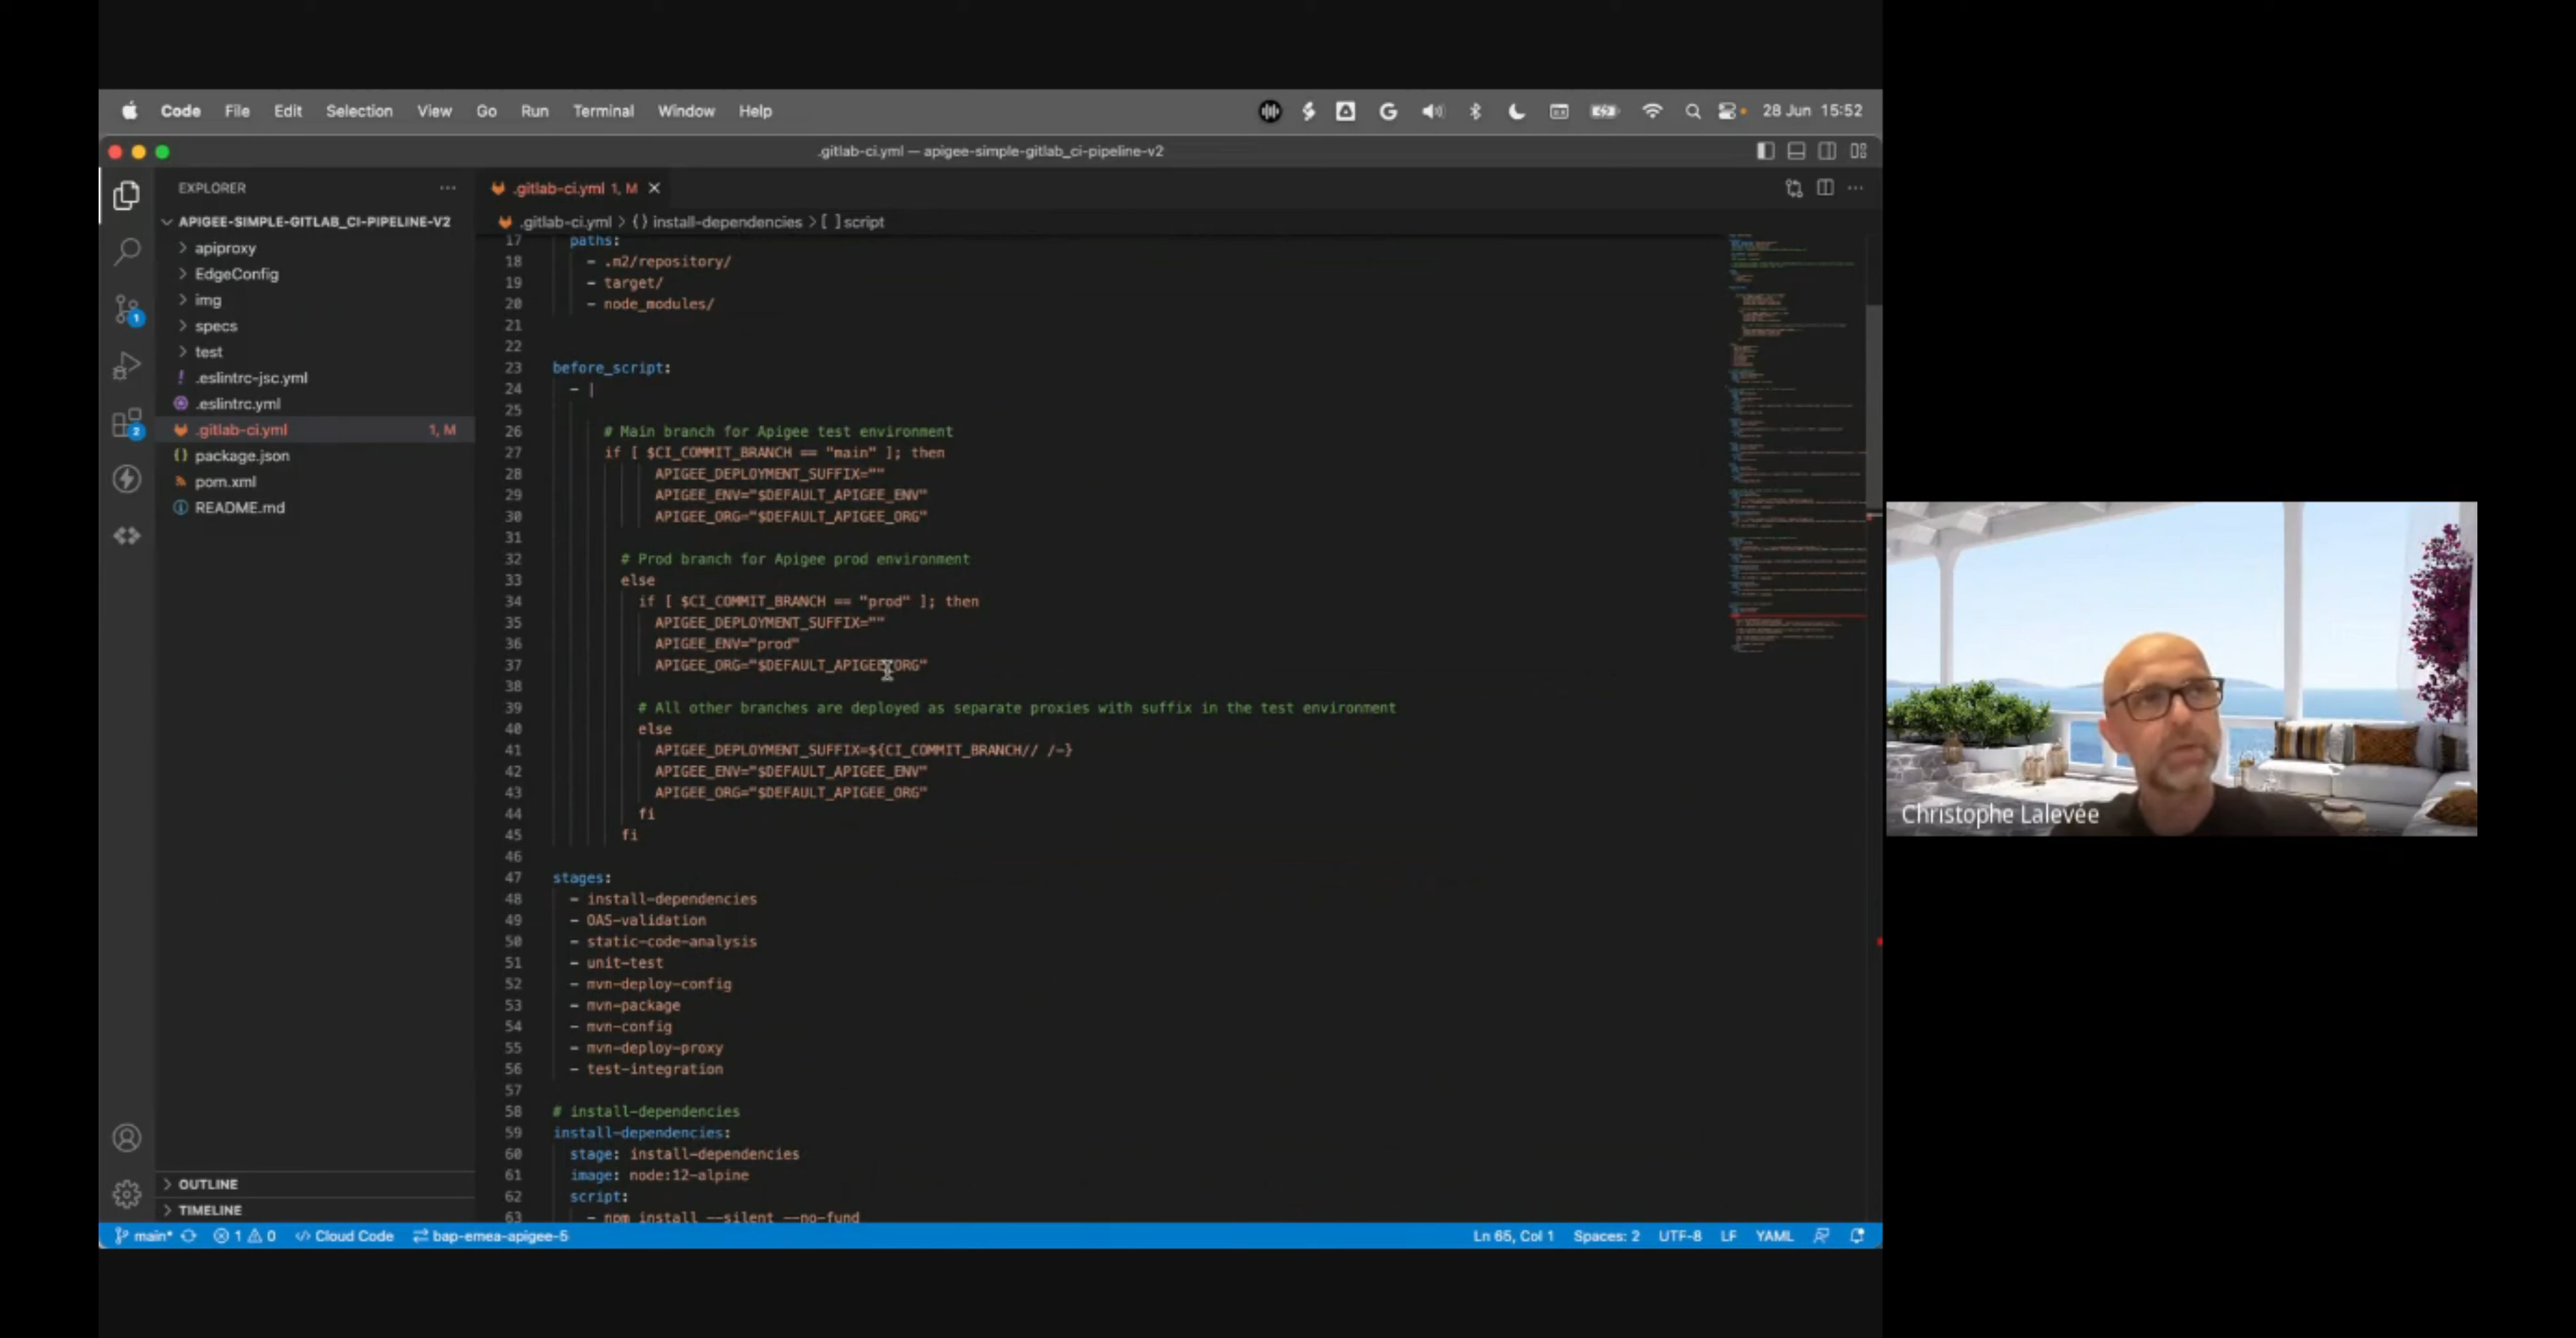 Code File Edit Selection View Go Run Terminal Window Help 28 Jun 15:52
.gitlab-ci.yml — apigee-simple-gitlab_ci-pipeline-v2
EXPLORER
APIGEE-SIMPLE-GITLAB_CI-PIPELINE-V2
apiproxy
EdgeConfig
img
specs
test
.eslintrc-jsc.yml
.eslintrc.yml
.gitlab-ci.yml 1, M
package.json
pom.xml
README.md
OUTLINE
TIMELINE
1
2
.gitlab-ci.yml 1, M
.gitlab-ci.yml > {} install-dependencies > [ ] script
17 paths:
18 - .m2/repository/
19 - target/
20 - node_modules/
21
22
23 before_script:
24 - |
25
26 # Main branch for Apigee test environment
27 if [ $CI_COMMIT_BRANCH == "main" ]; then
28 APIGEE_DEPLOYMENT_SUFFIX=""
29 APIGEE_ENV="$DEFAULT_APIGEE_ENV"
30 APIGEE_ORG="$DEFAULT_APIGEE_ORG"
31
32 # Prod branch for Apigee prod environment
33 else
34 if [ $CI_COMMIT_BRANCH == "prod" ]; then
35 APIGEE_DEPLOYMENT_SUFFIX=""
36 APIGEE_ENV="prod"
37 APIGEE_ORG="$DEFAULT_APIGEE_ORG"
38
39 # All other branches are deployed as separate proxies with suffix in the test environment
40 else
41 APIGEE_DEPLOYMENT_SUFFIX=${CI_COMMIT_BRANCH// /-}
42 APIGEE_ENV="$DEFAULT_APIGEE_ENV"
43 APIGEE_ORG="$DEFAULT_APIGEE_ORG"
44 fi
45 fi
46
47 stages:
48 - install-dependencies
49 - OAS-validation
50 - static-code-analysis
51 - unit-test
52 - mvn-deploy-config
53 - mvn-package
54 - mvn-config
55 - mvn-deploy-proxy
56 - test-integration
57
58 # install-dependencies
59 install-dependencies:
60 stage: install-dependencies
61 image: node:12-alpine
62 script:
63 - npm install --silent --no-fund
main* 1 0 Cloud Code bap-emea-apigee-5 Ln 65, Col 1 Spaces: 2 UTF-8 LF YAML
Christophe Lalevée